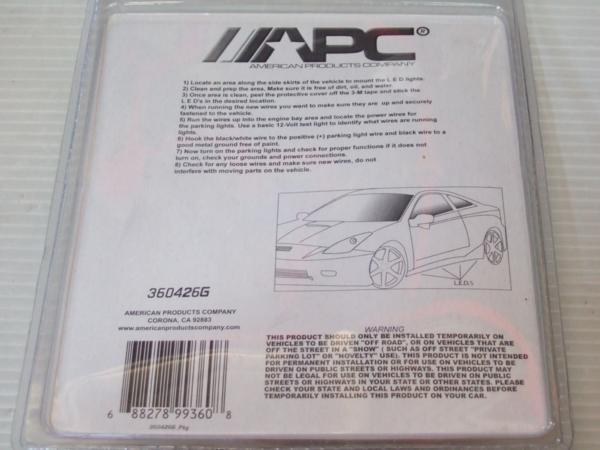 APC®
AMERICAN PRODUCTS COMPANY
1) Locate an area along the side skirts of the vehicle to mount the L E D lights.
2) Clean and prep the area. Make sure it is free of dirt, oil, and water.
3) Once area is clean, peel the protective cover off the 3-M tape and stick the
L E D's in the desired location.
4) When running the new wires you want to make sure they are up and securely
fastened to the vehicle.
5) Run the wires up into the engine bay area and locate the power wires for
the parking lights. Use a basic 12-Volt test light to identify what wires are running
lights.
6) Hook the black/white wire to the positive (+) parking light wire and black wire to a
good metal ground free of paint.
7) Now turn on the parking lights and check for proper functions if it does not
turn on, check your grounds and power connections.
8) Check for any loose wires and make sure new wires, do not
interfere with moving parts on the vehicle.
L.E.D.'s
360426G
AMERICAN PRODUCTS COMPANY
CORONA, CA 92883
www.americanproductscompany.com
6 88278 99360 8
360426G_Pkg
WARNING
THIS PRODUCT SHOULD ONLY BE INSTALLED TEMPORARILY ON
VEHICLES TO BE DRIVEN "OFF ROAD", OR ON VEHICLES THAT ARE
OFF THE STREET IN A "SHOW" ( SUCH AS OFF STREET "PRIVATE
PARKING LOT" OR "NOVELTY" USE). THIS PRODUCT IS NOT INTENDED
FOR PERMANENT INSTALLATION OR FOR USE ON VEHICLES TO BE
DRIVEN ON PUBLIC STREETS OR HIGHWAYS. THIS PRODUCT MAY
NOT BE LEGAL FOR USE ON VEHICLES TO BE DRIVEN ON PUBLIC
STREETS OR HIGHWAYS IN YOUR STATE OR OTHER STATES. PLEASE
CHECK YOUR STATE AND LOCAL LAWS AND ORDINANCES BEFORE
TEMPORARILY INSTALLING THIS PRODUCT ON YOUR CAR.